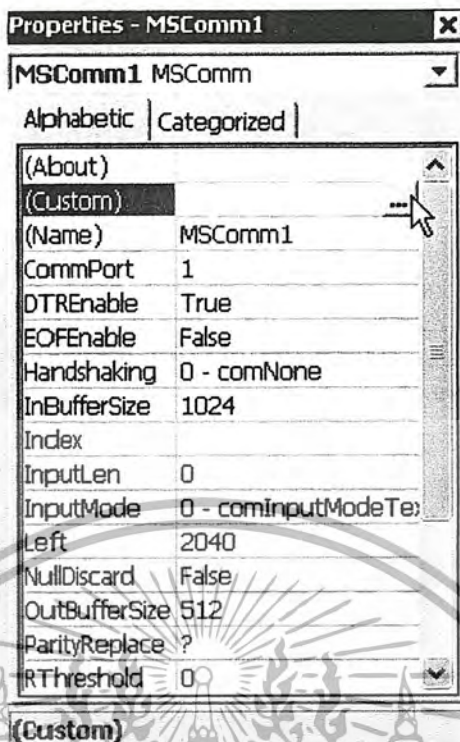 Properties - MSComm1
MSComm1 MSComm
Alphabetic Categorized
(About)
(Custom) ...
(Name) MSComm1
CommPort 1
DTREnable True
EOFEnable False
Handshaking 0 - comNone
InBufferSize 1024
Index
InputLen 0
InputMode 0 - comInputModeTex
Left 2040
NullDiscard False
OutBufferSize 512
ParityReplace ?
RThreshold 0
(Custom)